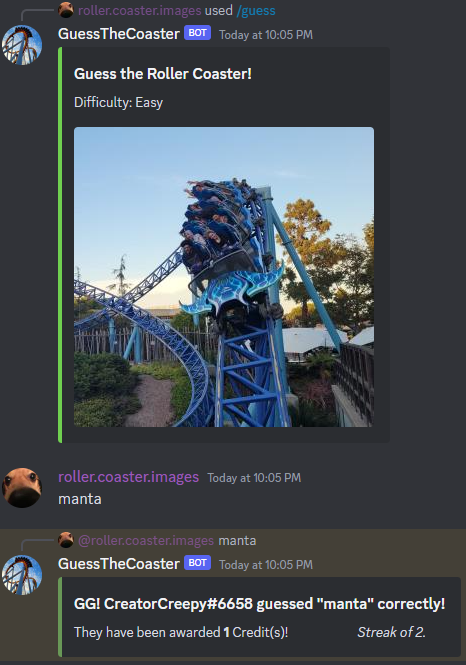 roller.coaster.images used /guess
GuessTheCoaster BOT Today at 10:05 PM
Guess the Roller Coaster!
Difficulty: Easy
roller.coaster.images Today at 10:05 PM
manta
@roller.coaster.images manta
GuessTheCoaster BOT Today at 10:05 PM
GG! CreatorCreepy#6658 guessed "manta" correctly!
They have been awarded 1 Credit(s)! Streak of 2.